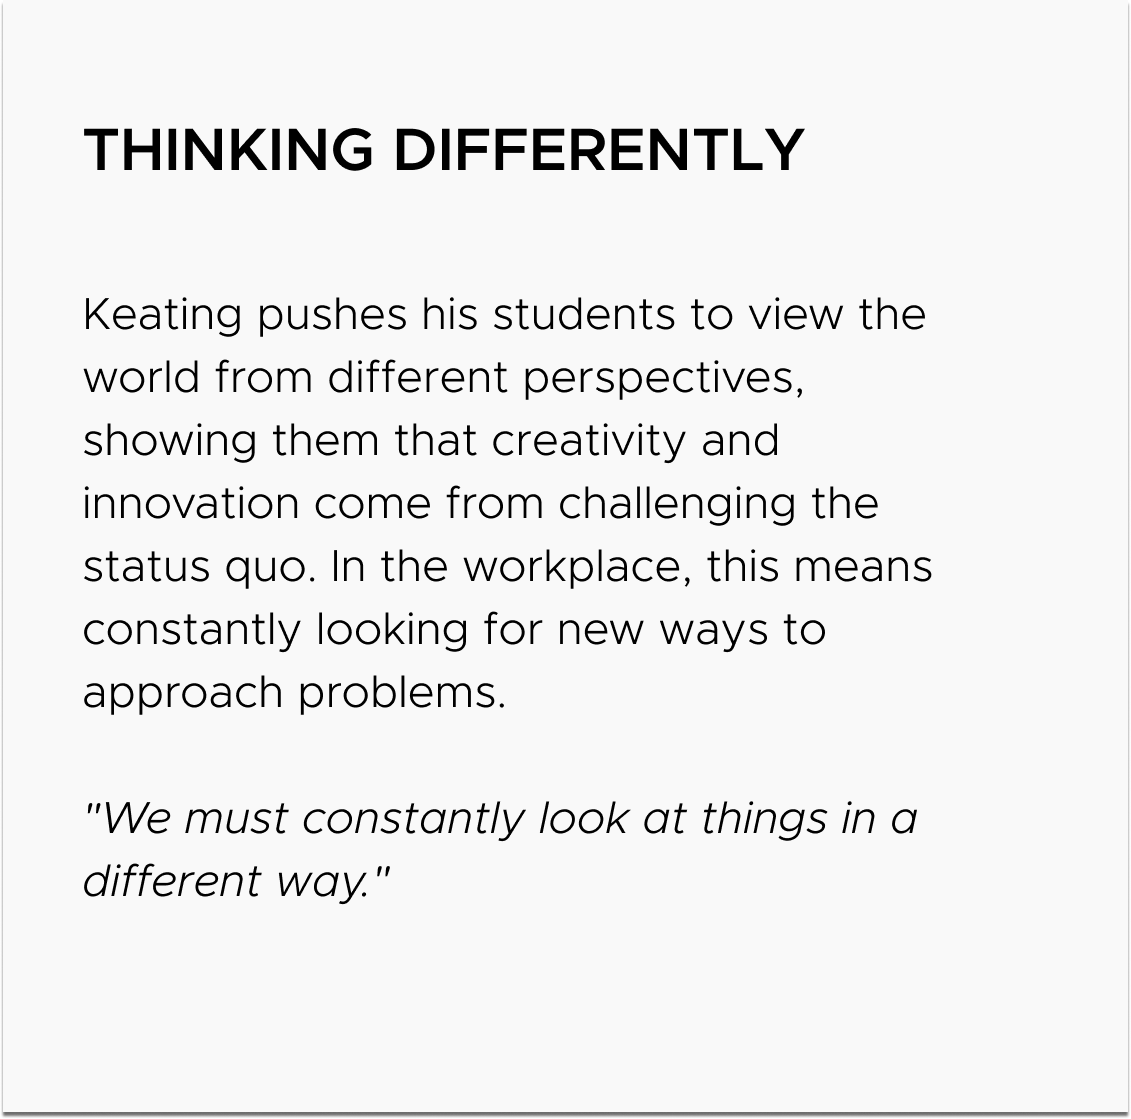 THINKING DIFFERENTLY
Keating pushes his students to view the
world from different perspectives,
showing them that creativity and
innovation come from challenging the
status quo. In the workplace, this means
constantly looking for new ways to
approach problems.
"We must constantly look at things in a
different way."